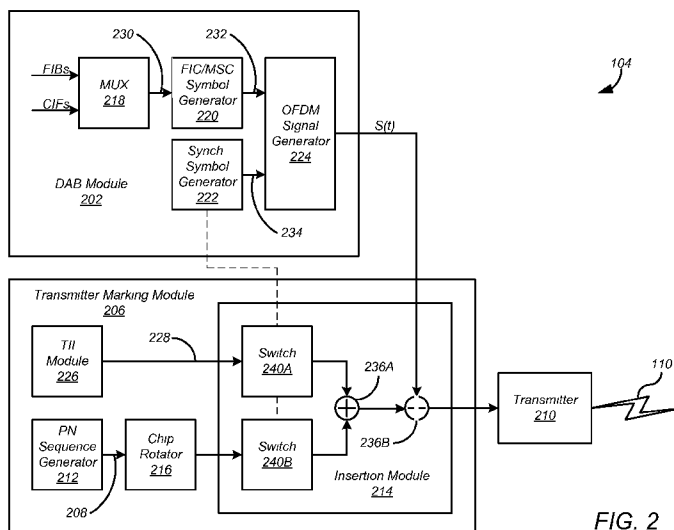 230
232
FIBs
CIFs
MUX
218
FIC/MSC
Symbol
Generator
220
OFDM
Signal
Generator
224
S(t)
104
Synch
Symbol
Generator
222
234
DAB Module
202
Transmitter Marking Module
206
TII
Module
226
228
Switch
240A
236A
PN
Sequence
Generator
212
208
Chip
Rotator
216
Switch
240B
236B
Insertion Module
214
Transmitter
210
110
FIG. 2